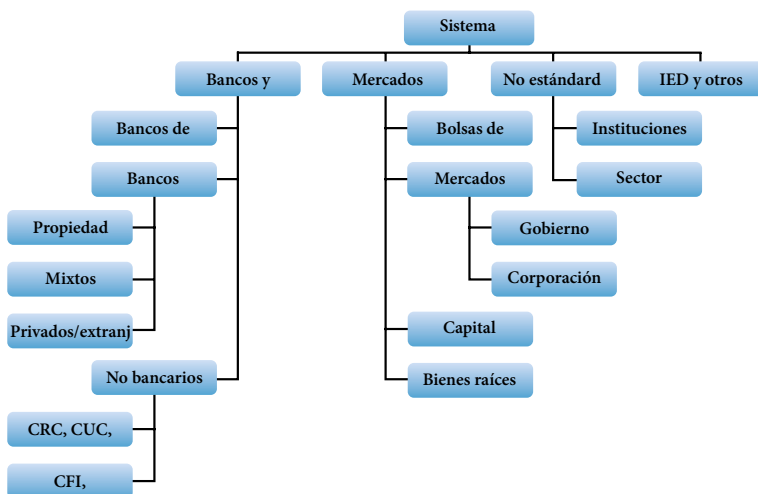 Sistema
Bancos y
Mercados
No estándard
IED y otros
Bancos de
Bolsas de
Instituciones
Bancos
Mercados
Sector
Propiedad
Gobierno
Mixtos
Corporación
Privados/extranj
Capital
No bancarios
Bienes raíces
CRC, CUC,
CFI,